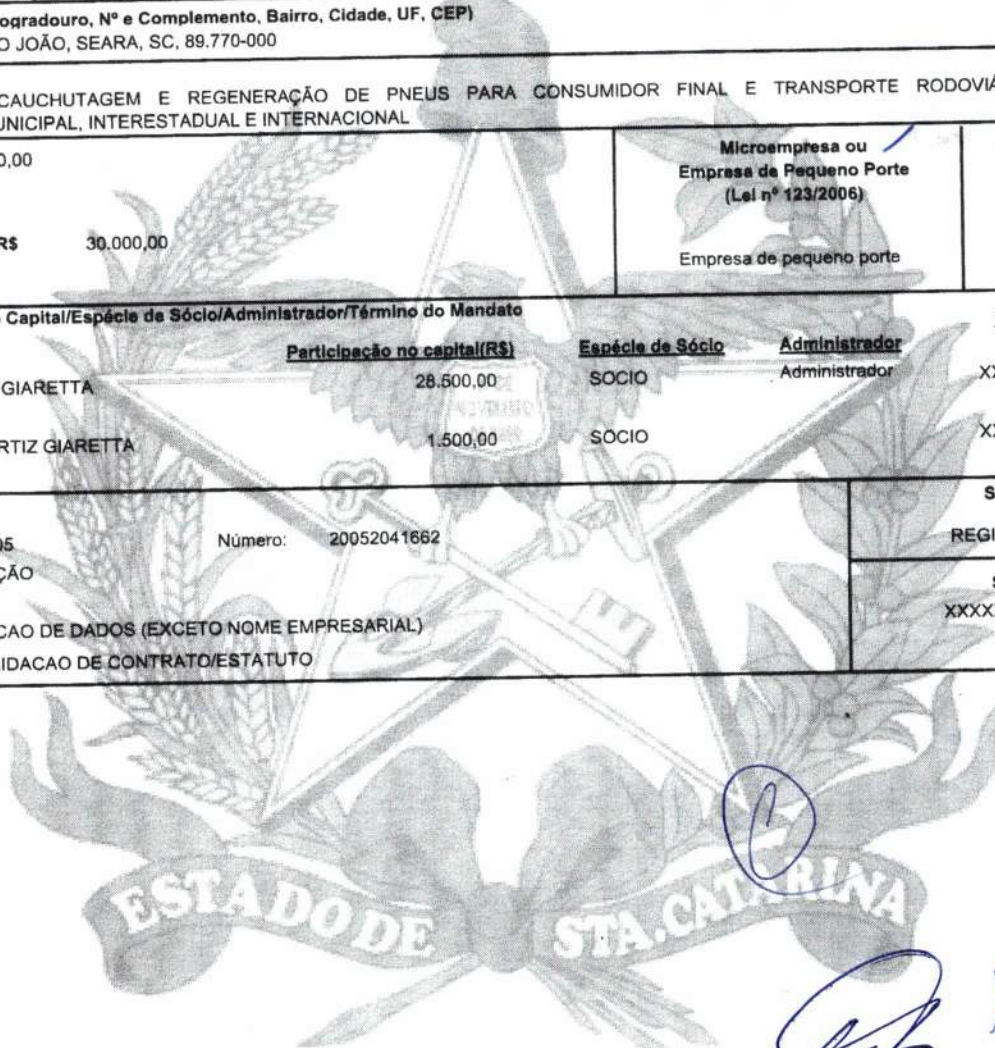 ogradouro, Nº e Complemento, Bairro, Cidade, UF, CEP)
O JOÃO, SEARA, SC, 89.770-000
CAUCHUTAGEM E REGENERAÇÃO DE PNEUS PARA CONSUMIDOR FINAL E TRANSPORTE RODOVIÁ
UNICIPAL, INTERESTADUAL E INTERNACIONAL
0,00
Microempresa ou
Empresa de Pequeno Porte
(Lei nº 123/2006)
R$ 30.000,00
Empresa de pequeno porte
Capital/Espécie de Sócio/Administrador/Término do Mandato
Participação no capital(R$) Espécie de Sócio Administrador
GIARETTA 28.500,00 SOCIO Administrador XX
RTIZ GIARETTA 1.500,00 SOCIO XX
S
05 Número: 20052041662 REGI
ÇÃO
S
CAO DE DADOS (EXCETO NOME EMPRESARIAL) XXXX
IDACAO DE CONTRATO/ESTATUTO
ESTADO DE STA.CATARINA